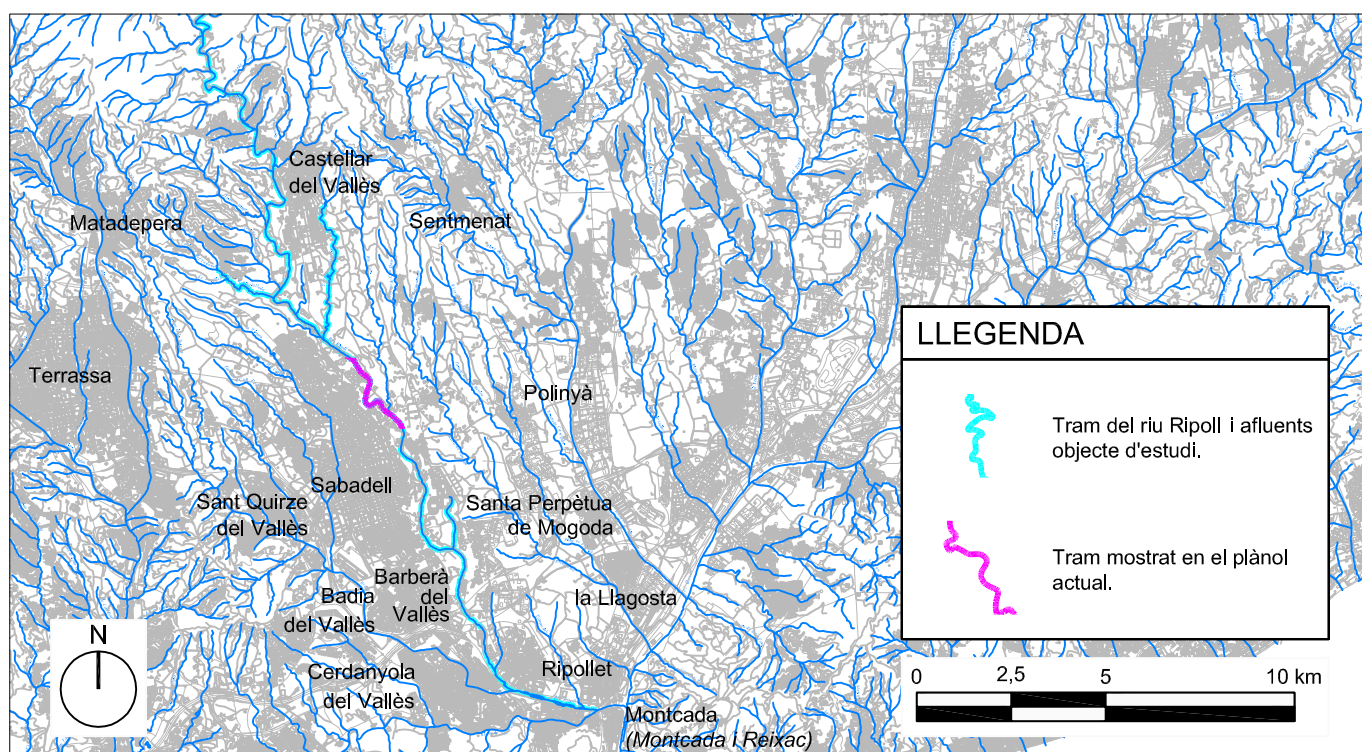 Castellar
del Vallès
Matadepera
Sentmenat
Terrassa
Polinyà
Sabadell
Sant Quirze
del Vallès
Santa Perpètua
de Mogoda
Barberà
del
Vallès
Badia
del Vallès
la Llagosta
Cerdanyola
del Vallès
Ripollet
Montcada
(Montcada i Reixac)
N
LLEGENDA
Tram del riu Ripoll i afluents
objecte d'estudi.
Tram mostrat en el plànol
actual.
0 2,5 5 10 km